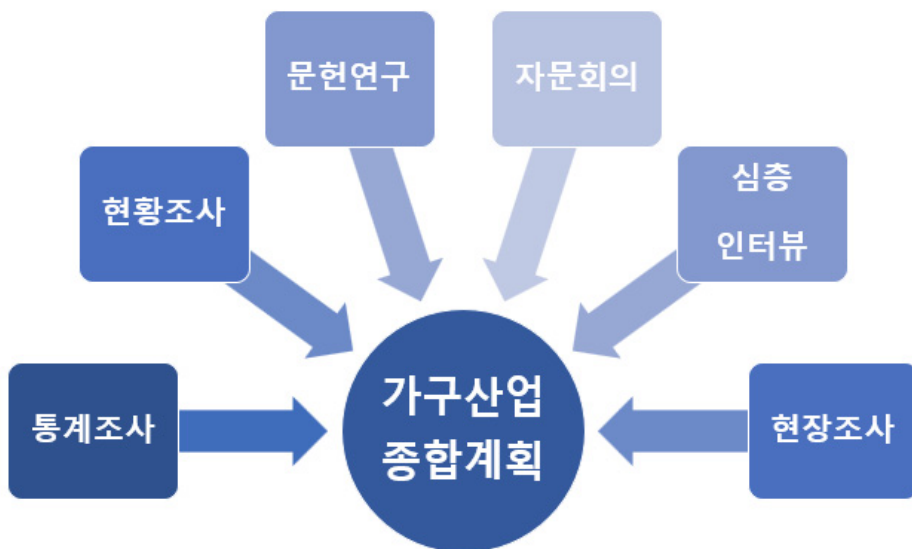 문헌연구
자문회의
현황조사
심층
인터뷰
가구산업
종합계획
통계조사
현장조사